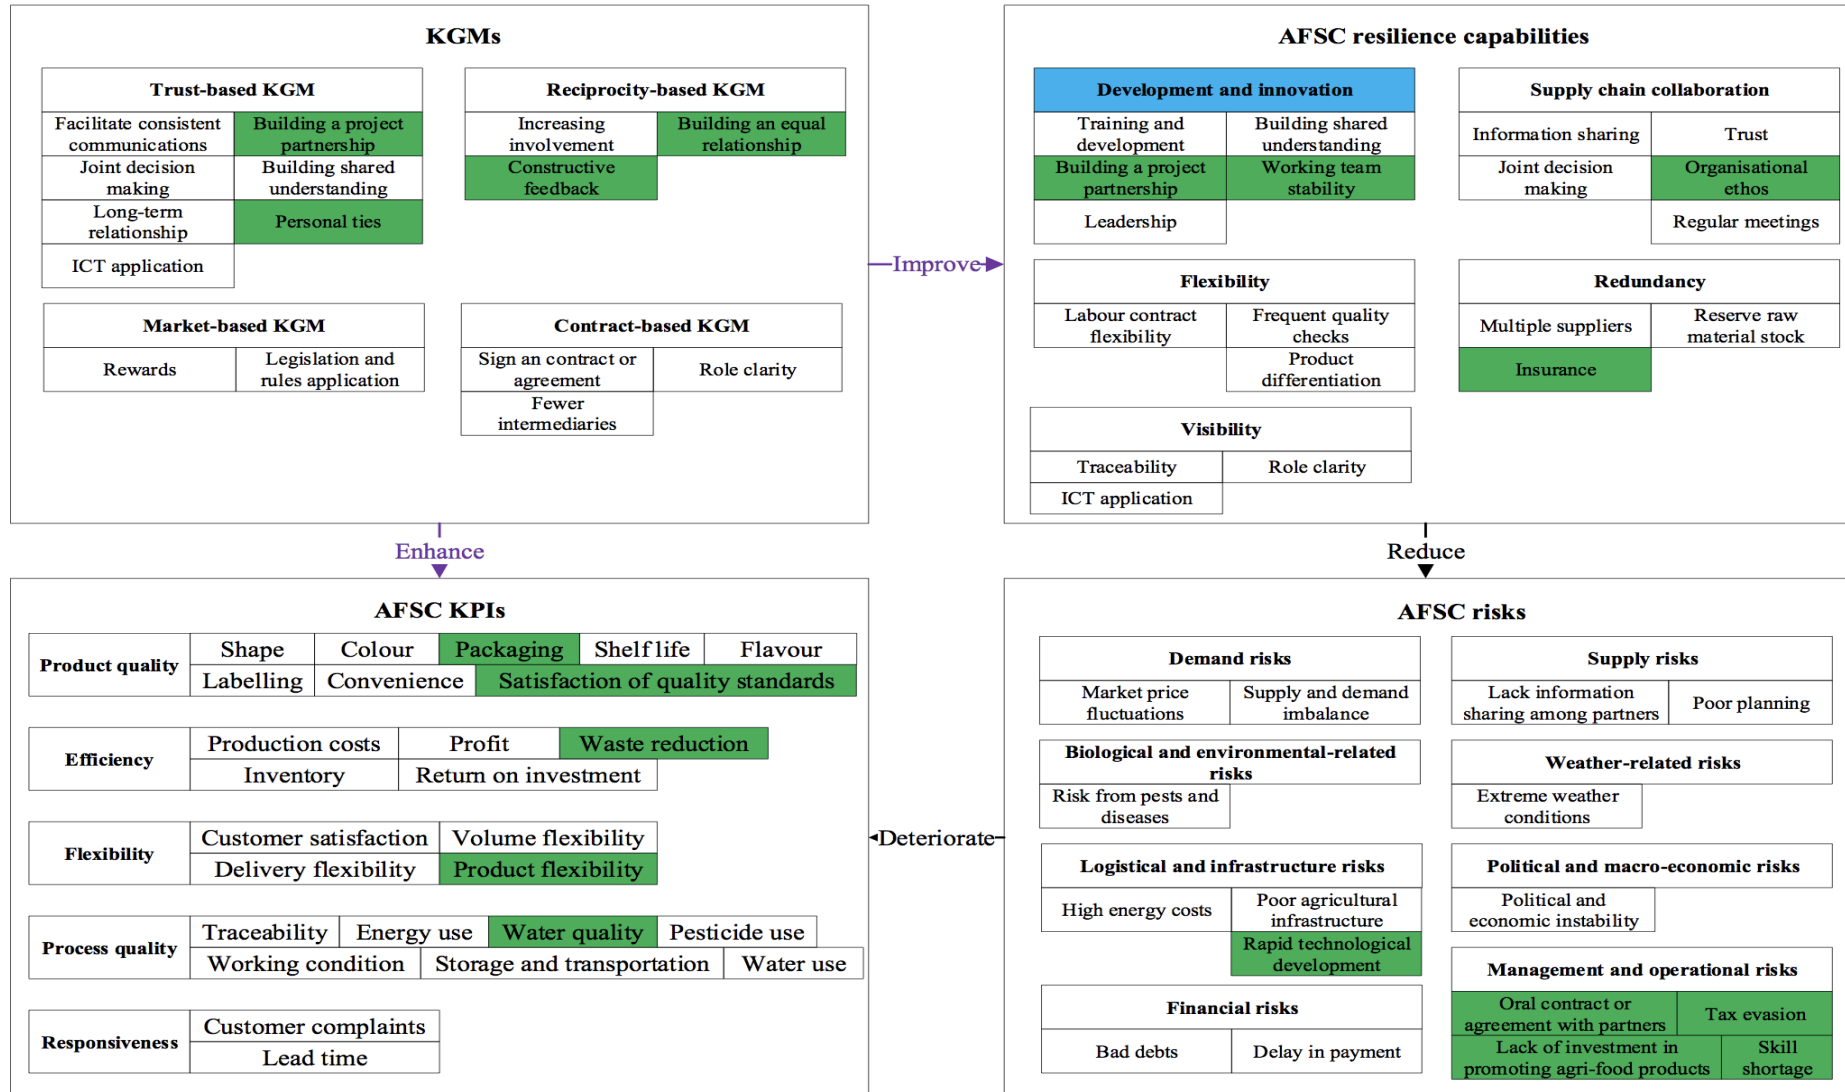 KGMs
Trust-based KGM
Facilitate consistent
communications
Building a project
partnership
Joint decision
making
Building shared
understanding
Long-term
relationship
Personal ties
ICT application
Reciprocity-based KGM
Increasing
involvement
Building an equal
relationship
Constructive
feedback
Market-based KGM
Rewards
Legislation and
rules application
Contract-based KGM
Sign an contract or
agreement
Role clarity
Fewer
intermediaries
Improve
AFSC resilience capabilities
Development and innovation
Training and
development
Building shared
understanding
Building a project
partnership
Working team
stability
Leadership
Supply chain collaboration
Information sharing
Trust
Joint decision
making
Organisational
ethos
Regular meetings
Flexibility
Labour contract
flexibility
Frequent quality
checks
Product
differentiation
Redundancy
Multiple suppliers
Reserve raw
material stock
Insurance
Visibility
Traceability
Role clarity
ICT application
Enhance
Reduce
AFSC KPIs
Product quality
Shape
Colour
Packaging
Shelf life
Flavour
Labelling
Convenience
Satisfaction of quality standards
Efficiency
Production costs
Profit
Waste reduction
Inventory
Return on investment
Flexibility
Customer satisfaction
Volume flexibility
Delivery flexibility
Product flexibility
Process quality
Traceability
Energy use
Water quality
Pesticide use
Working condition
Storage and transportation
Water use
Responsiveness
Customer complaints
Lead time
Deteriorate
AFSC risks
Demand risks
Market price
fluctuations
Supply and demand
imbalance
Supply risks
Lack information
sharing among partners
Poor planning
Biological and environmental-related
risks
Risk from pests and
diseases
Weather-related risks
Extreme weather
conditions
Logistical and infrastructure risks
High energy costs
Poor agricultural
infrastructure
Rapid technological
development
Political and macro-economic risks
Political and
economic instability
Management and operational risks
Oral contract or
agreement with partners
Tax evasion
Lack of investment in
promoting agri-food products
Skill
shortage
Financial risks
Bad debts
Delay in payment